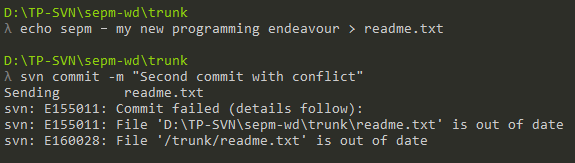 D:\TP-SVN\sepm-wd\trunk
λ echo sepm – my new programming endeavour > readme.txt
D:\TP-SVN\sepm-wd\trunk
λ svn commit -m "Second commit with conflict"
Sending        readme.txt
svn: E155011: Commit failed (details follow):
svn: E155011: File 'D:\TP-SVN\sepm-wd\trunk\readme.txt' is out of date
svn: E160028: File '/trunk/readme.txt' is out of date